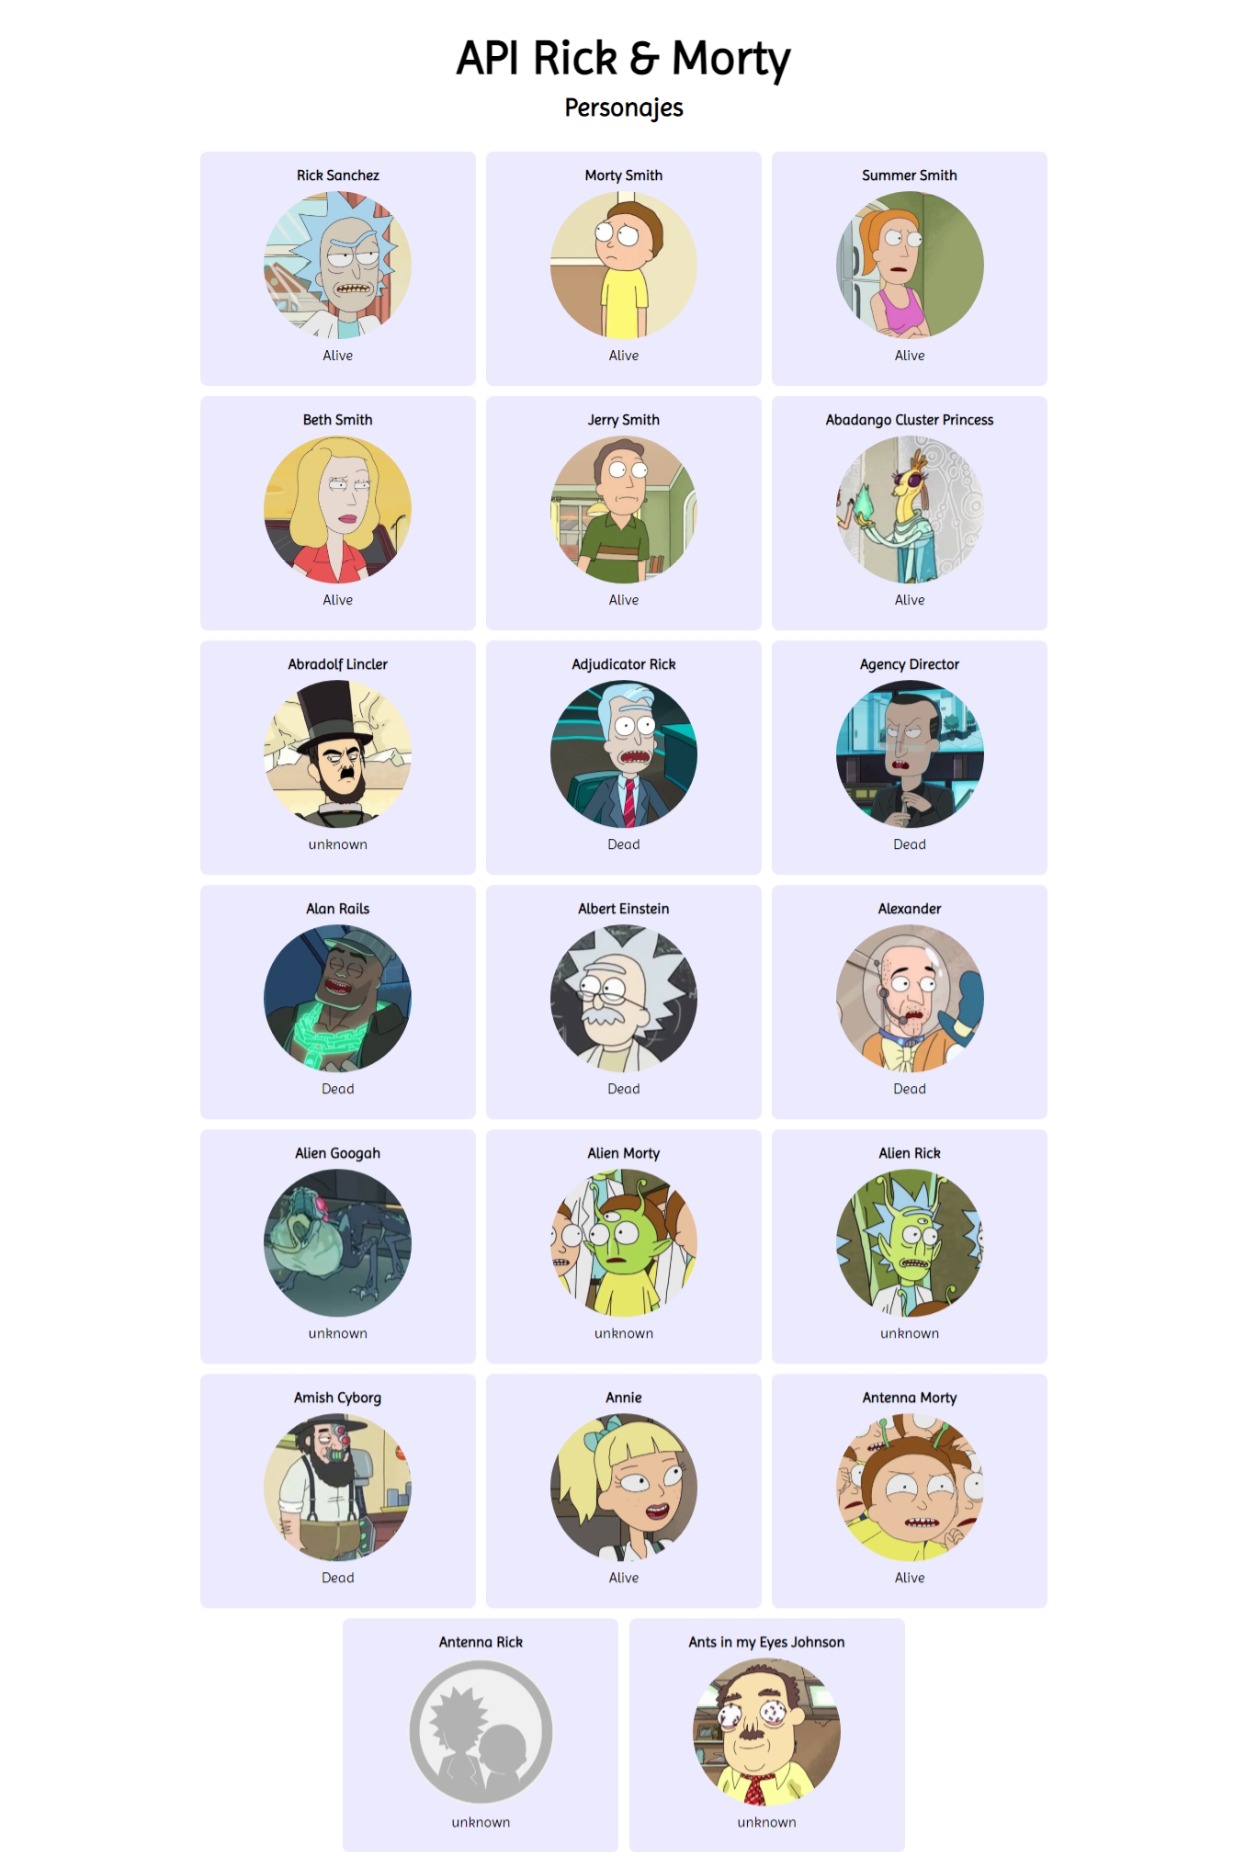 API Rick & Morty
Personajes
Rick Sanchez
Alive
Morty Smith
Alive
Summer Smith
Alive
Beth Smith
Alive
Jerry Smith
Alive
Abadango Cluster Princess
Alive
Abradolf Lincler
unknown
Adjudicator Rick
Dead
Agency Director
Dead
Alan Rails
Dead
Albert Einstein
Dead
Alexander
Dead
Alien Googah
unknown
Alien Morty
unknown
Alien Rick
unknown
Amish Cyborg
Dead
Annie
Alive
Antenna Morty
Alive
Antenna Rick
unknown
Ants in my Eyes Johnson
unknown